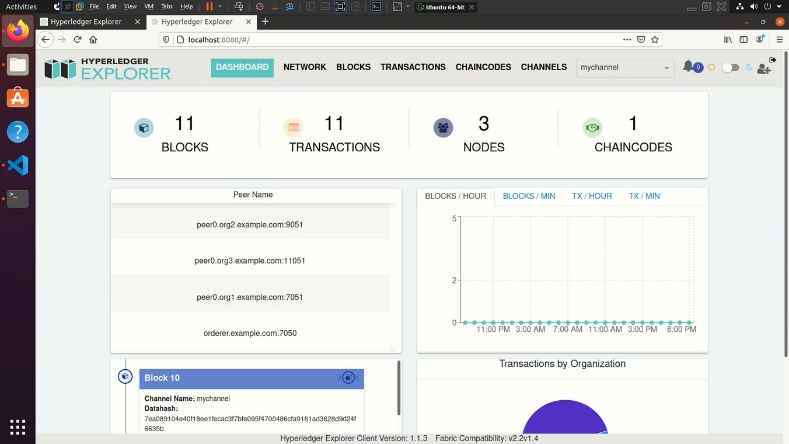 Activities
File Edit View VM Tabs Help
Ubuntu 64-bit
Hyperledger Explorer
Hyperledger Explorer
localhost:8080/#/
HYPERLEDGER
EXPLORER
DASHBOARD NETWORK BLOCKS TRANSACTIONS CHAINCODES CHANNELS
mychannel
0
11
BLOCKS
11
TRANSACTIONS
3
NODES
1
CHAINCODES
Peer Name
peer0.org2.example.com:9051
peer0.org3.example.com:11051
peer0.org1.example.com:7051
orderer.example.com:7050
BLOCKS / HOUR BLOCKS / MIN TX / HOUR TX / MIN
5
2
0
11:00 PM 3:00 AM 7:00 AM 11:00 AM 3:00 PM 8:00 PM
Block 10
Channel Name: mychannel
Datahash:
7ea089104e40f18ee1fecac3f7bfe095f4700486cfa9161ad3628d9d24f
6635b
Transactions by Organization
Hyperledger Explorer Client Version: 1.1.3 Fabric Compatibility: v2.2v1.4